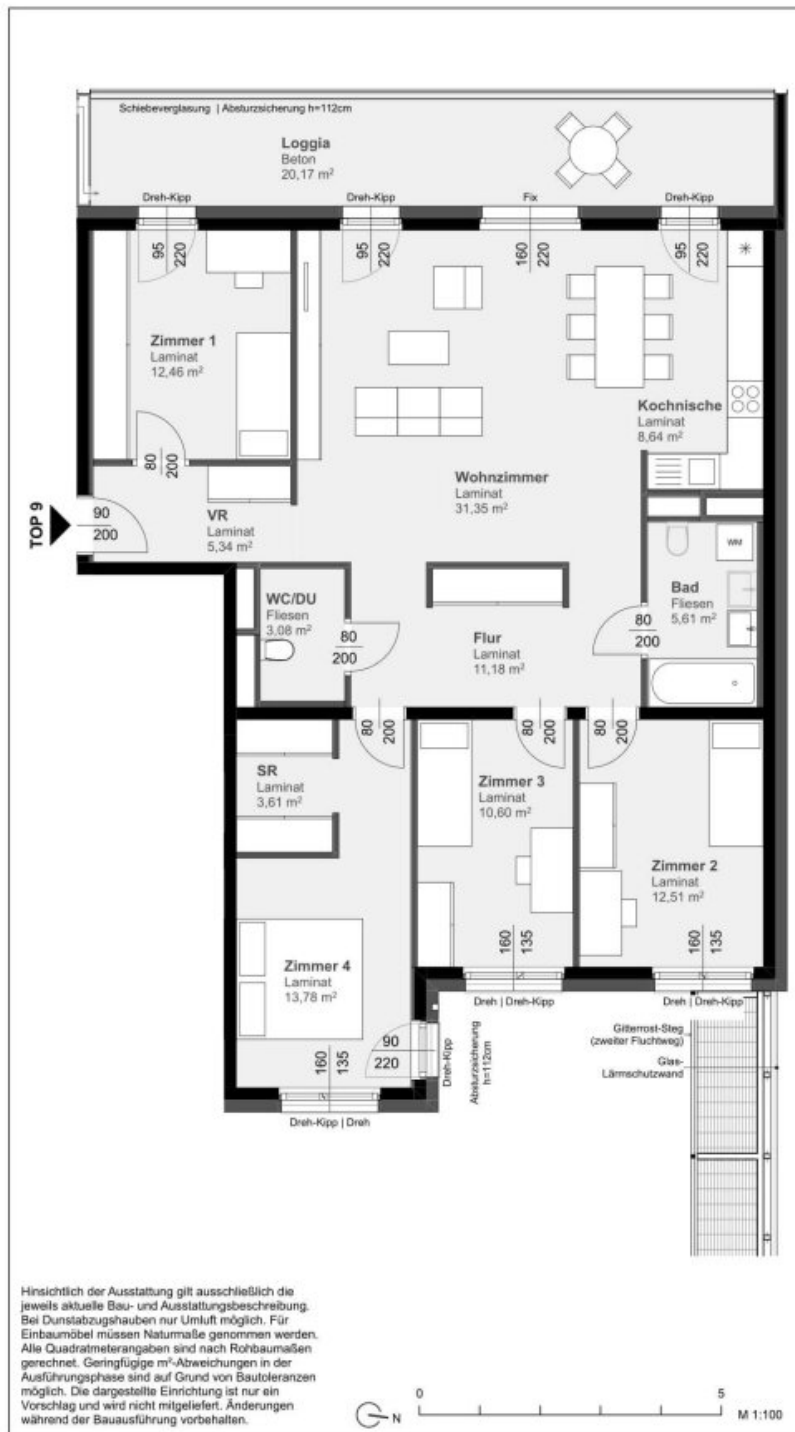 Schiebeverglasung | Absturzsicherung h=112cm
Loggia
Beton
20,17 m²
Dreh-Kipp
Dreh-Kipp
Fix
Dreh-Kipp
95
220
95
220
160
220
95
220
Zimmer 1
Laminat
12,46 m²
Kochnische
Laminat
8,64 m²
80
200
Wohnzimmer
Laminat
31,35 m²
TOP 9
90
200
VR
Laminat
5,34 m²
WM
WC/DU
Fliesen
3,08 m²
Bad
Fliesen
5,61 m²
80
200
80
200
Flur
Laminat
11,18 m²
80
200
80
200
80
200
SR
Laminat
3,61 m²
Zimmer 3
Laminat
10,60 m²
Zimmer 2
Laminat
12,51 m²
160
135
160
135
Zimmer 4
Laminat
13,78 m²
Dreh | Dreh-Kipp
Dreh | Dreh-Kipp
90
220
Dreh-Kipp
Absturzsicherung
h=112cm
160
135
Dreh-Kipp | Dreh
Gitterrost-Steg
(zweiter Fluchtweg)
Glas-
Lärmschutzwand
Hinsichtlich der Ausstattung gilt ausschließlich die
jeweils aktuelle Bau- und Ausstattungsbeschreibung.
Bei Dunstabzugshauben nur Umluft möglich. Für
Einbaumöbel müssen Naturmaße genommen werden.
Alle Quadratmeterangaben sind nach Rohbaumaßen
gerechnet. Geringfügige m²-Abweichungen in der
Ausführungsphase sind auf Grund von Bautoleranzen
möglich. Die dargestellte Einrichtung ist nur ein
Vorschlag und wird nicht mitgeliefert. Änderungen
während der Bauausführung vorbehalten.
N
0
5
M 1:100